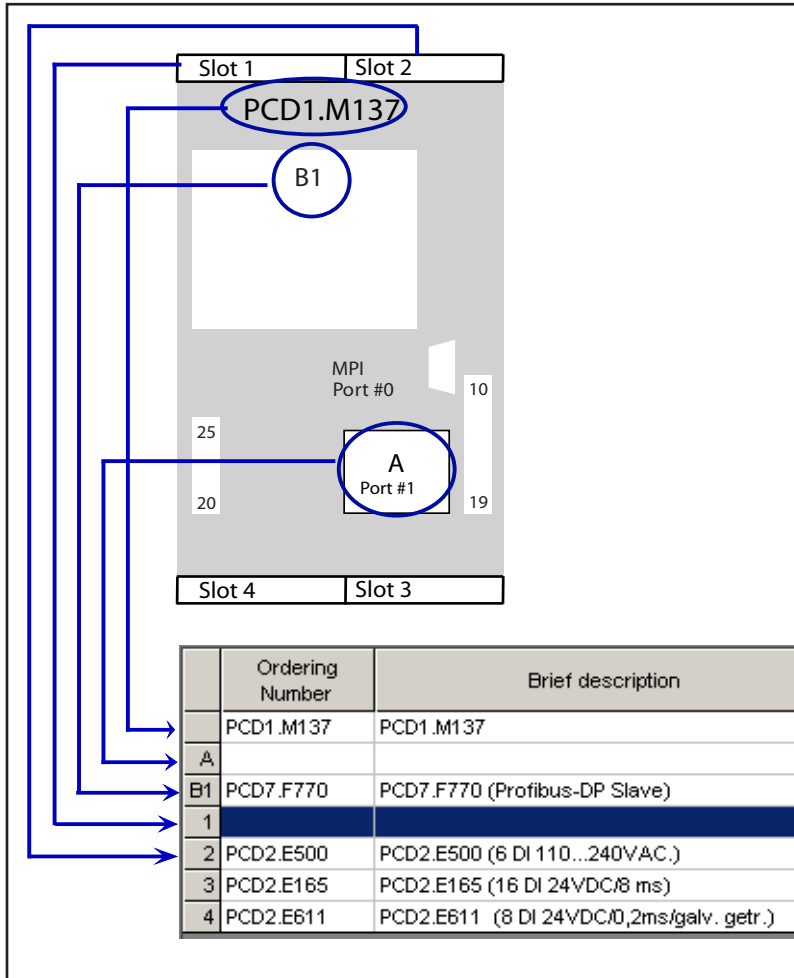 Slot 1 Slot 2
PCD1.M137
B1
MPI
Port #0
10
25
A
Port #1
20
19
Slot 4 Slot 3
Ordering Number Brief description
PCD1.M137 PCD1.M137
A
B1 PCD7.F770 PCD7.F770 (Profibus-DP Slave)
1
2 PCD2.E500 PCD2.E500 (6 DI 110...240VAC.)
3 PCD2.E165 PCD2.E165 (16 DI 24VDC/8 ms)
4 PCD2.E611 PCD2.E611 (8 DI 24VDC/0,2ms/galv. getr.)